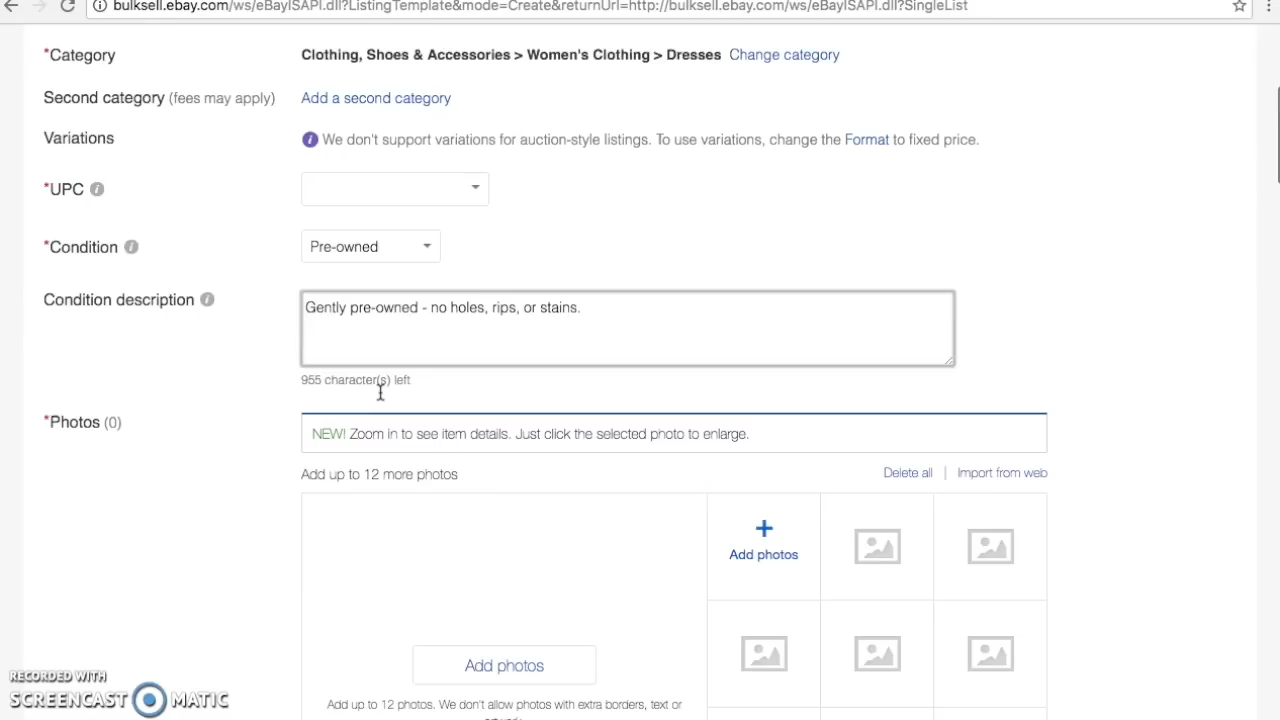 bulksell.ebay.com/ws/eBayISAPI.dll?ListingTemplate&mode=Create&returnUrl=http://bulksell.ebay.com/ws/eBayISAPI.dll?SingleList
*Category Clothing, Shoes & Accessories > Women's Clothing > Dresses Change category
Second category (fees may apply) Add a second category
Variations i We don't support variations for auction-style listings. To use variations, change the Format to fixed price.
*UPC i
*Condition i Pre-owned
Condition description i Gently pre-owned - no holes, rips, or stains.
955 character(s) left
*Photos (0) NEW! Zoom in to see item details. Just click the selected photo to enlarge.
Add up to 12 more photos Delete all | Import from web
+
Add photos
Add photos
Add up to 12 photos. We don't allow photos with extra borders, text or
RECORDED WITH
SCREENCAST MATIC